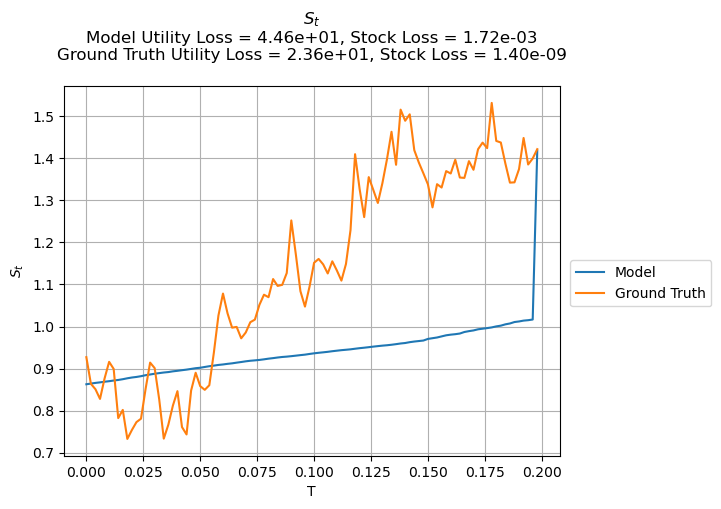 S_t
Model Utility Loss = 4.46e+01, Stock Loss = 1.72e-03
Ground Truth Utility Loss = 2.36e+01, Stock Loss = 1.40e-09
1.5
1.4
1.3
1.2
1.1
1.0
0.9
0.8
0.7
S_t
0.000 0.025 0.050 0.075 0.100 0.125 0.150 0.175 0.200
T
Model
Ground Truth